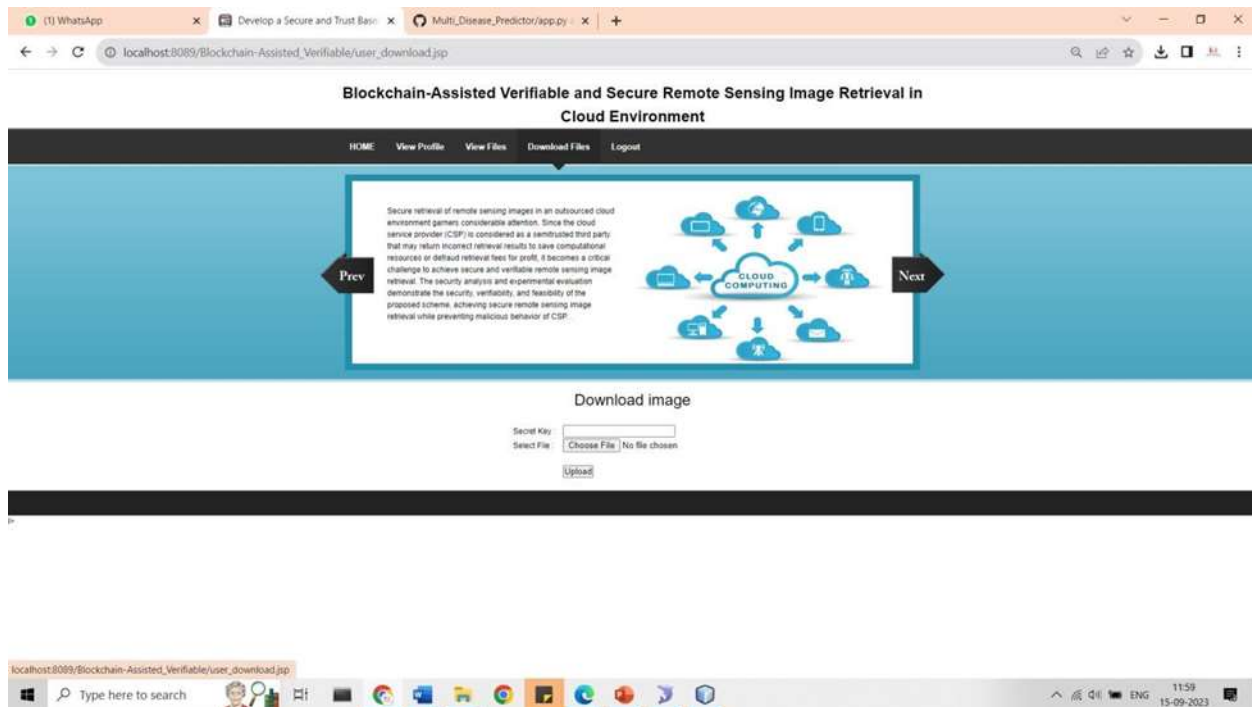 (1) WhatsApp
Develop a Secure and Trust Base
Multi_Disease_Predictor/app.py
localhost:8089/Blockchain-Assisted_Verifiable/user_download.jsp
Blockchain-Assisted Verifiable and Secure Remote Sensing Image Retrieval in
Cloud Environment
HOME View Profile View Files Download Files Logout
Secure retrieval of remote sensing images in an outsourced cloud
environment garners considerable attention. Since the cloud
service provider (CSP) is considered as a semitrusted third party
that may return incorrect retrieval results to save computational
resources or defraud retrieval fees for profit, it becomes a critical
challenge to achieve secure and verifiable remote sensing image
retrieval. The security analysis and experimental evaluation
demonstrate the security, verifiability, and feasibility of the
proposed scheme, achieving secure remote sensing image
retrieval while preventing malicious behavior of CSP.
Prev
CLOUD
COMPUTING
Next
Download image
Secret Key :
Select File : Choose File No file chosen
Upload
localhost:8089/Blockchain-Assisted_Verifiable/user_download.jsp
Type here to search
ENG
11:59
15-09-2023